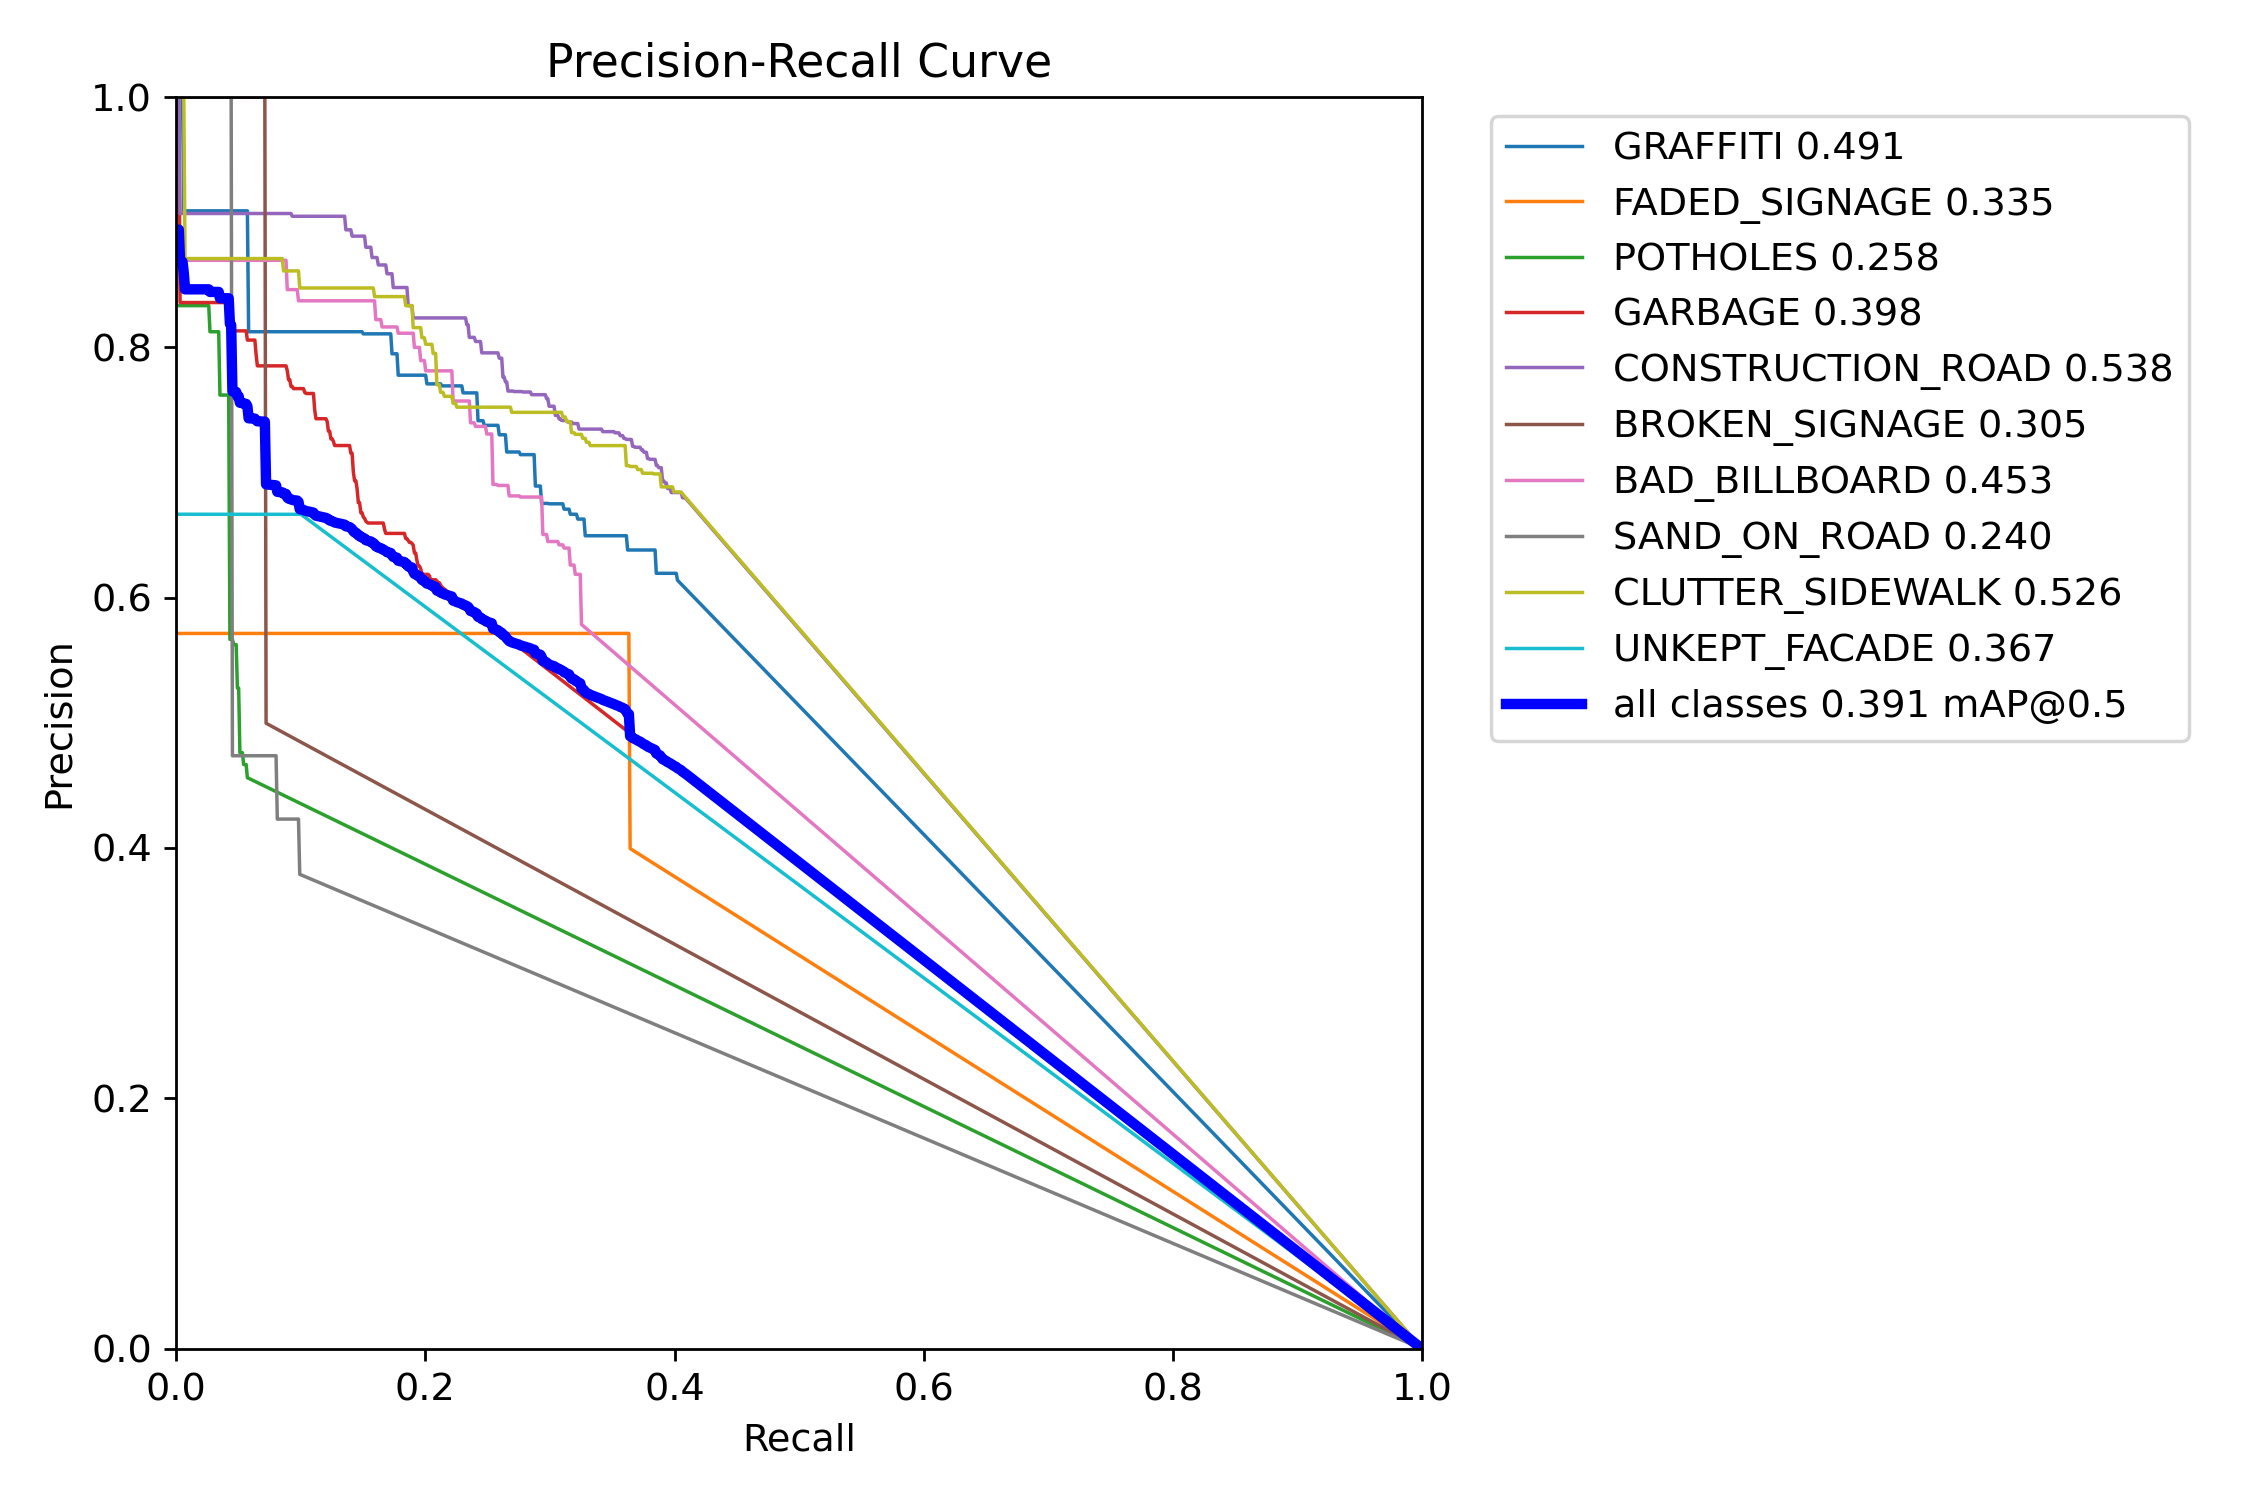 Precision-Recall Curve
1.0
0.8
0.6
0.4
0.2
0.0
Precision
0.0 0.2 0.4 0.6 0.8 1.0
Recall
GRAFFITI 0.491
FADED_SIGNAGE 0.335
POTHOLES 0.258
GARBAGE 0.398
CONSTRUCTION_ROAD 0.538
BROKEN_SIGNAGE 0.305
BAD_BILLBOARD 0.453
SAND_ON_ROAD 0.240
CLUTTER_SIDEWALK 0.526
UNKEPT_FACADE 0.367
all classes 0.391 mAP@0.5